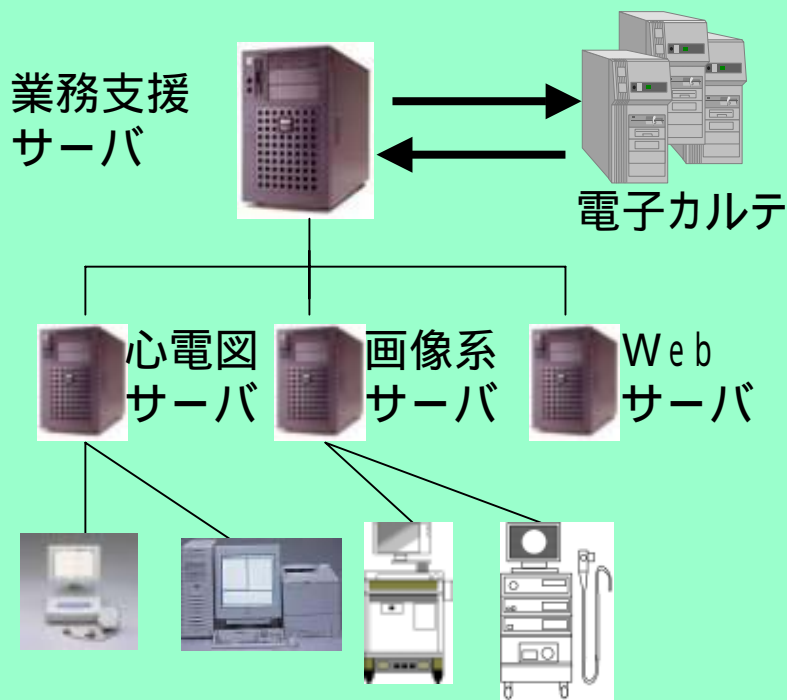 業務支援
サーバ
電子カルテ
心電図
サーバ
画像系
サーバ
Ｗｅｂ
サーバ